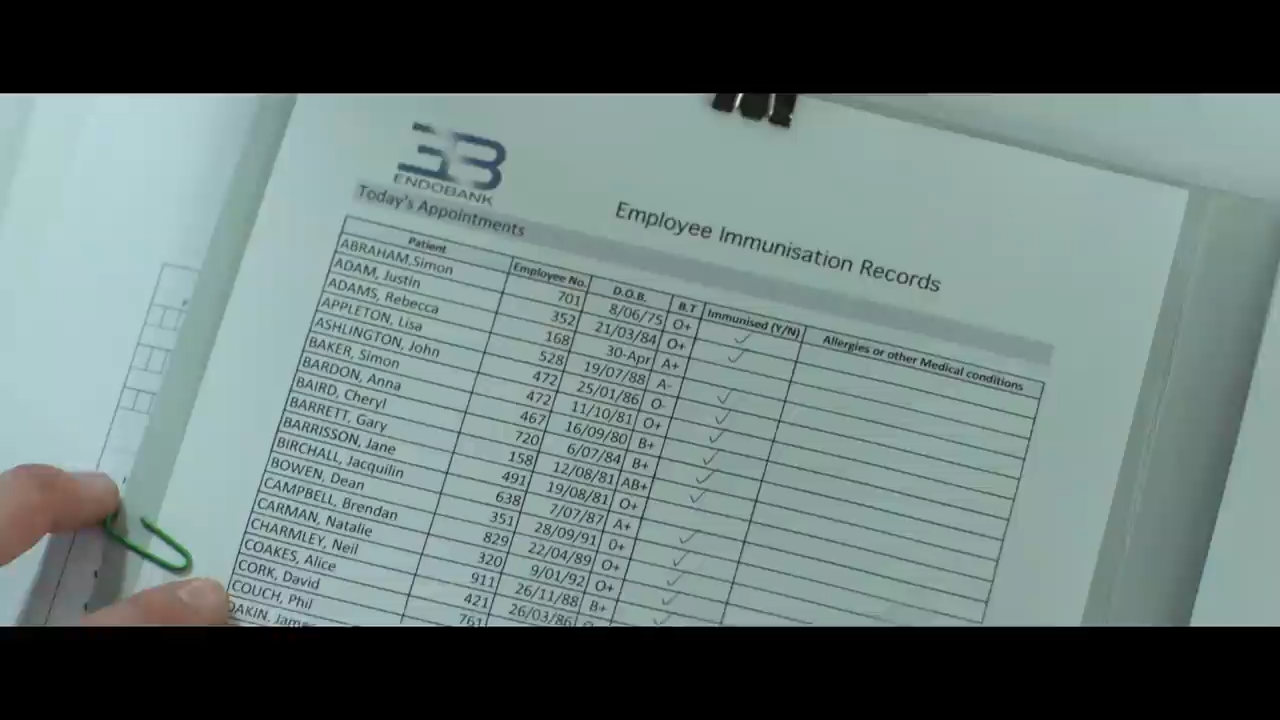 EB
ENDOBANK
Today's Appointments
Employee Immunisation Records
Patient Employee No. D.O.B. B.T Immunised (Y/N) Allergies or other Medical conditions
ABRAHAM,Simon 701 8/06/75 O+
ADAM, Justin 352 21/03/84 O+
ADAMS, Rebecca 168 30-Apr A+
APPLETON, Lisa 528 19/07/88 A-
ASHLINGTON, John 472 25/01/86 O-
BAKER, Simon 472 11/10/81 O+
BARDON, Anna 467 16/09/80 B+
BAIRD, Cheryl 720 6/07/84 B+
BARRETT, Gary 158 12/08/81 AB+
BARRISSON, Jane 491 19/08/81 O+
BIRCHALL, Jacquilin 638 7/07/87 A+
BOWEN, Dean 351 28/09/91 0+
CAMPBELL, Brendan 829 22/04/89 O+
CARMAN, Natalie 320 9/01/92 O+
CHARMLEY, Neil 911 26/11/88 B+
COAKES, Alice 421 26/03/86
CORK, David 761
COUCH, Phil